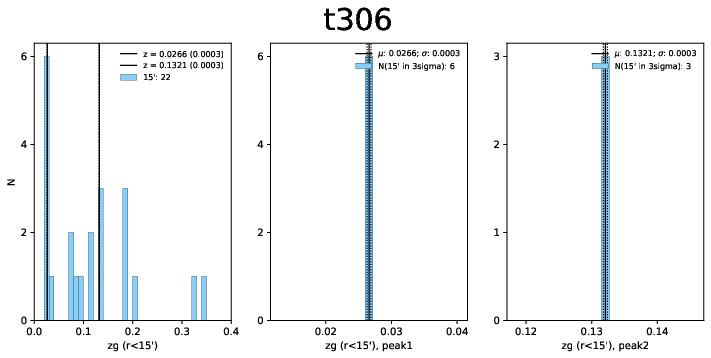 t306
z = 0.0266 (0.0003)
z = 0.1321 (0.0003)
15': 22
N
6
4
2
0
0.0 0.1 0.2 0.3 0.4
zg (r<15')
μ: 0.0266; σ: 0.0003
N(15' in 3sigma): 6
6
4
2
0
0.02 0.03 0.04
zg (r<15'), peak1
μ: 0.1321; σ: 0.0003
N(15' in 3sigma): 3
3
2
1
0
0.12 0.13 0.14
zg (r<15'), peak2